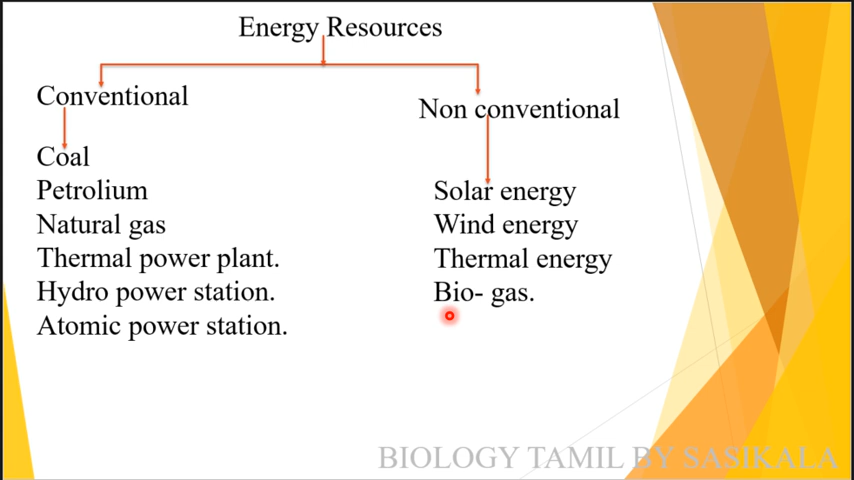 Energy Resources
Conventional
Coal
Petrolium
Natural gas
Thermal power plant.
Hydro power station.
Atomic power station.
Non conventional
Solar energy
Wind energy
Thermal energy
Bio- gas.
BIOLOGY TAMIL BY SASIKALA